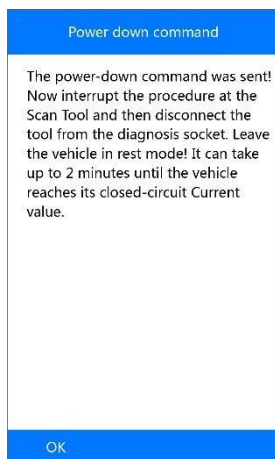 Power down command
The power-down command was sent!
Now interrupt the procedure at the
Scan Tool and then disconnect the
tool from the diagnosis socket. Leave
the vehicle in rest mode! It can take
up to 2 minutes until the vehicle
reaches its closed-circuit Current
value.
OK